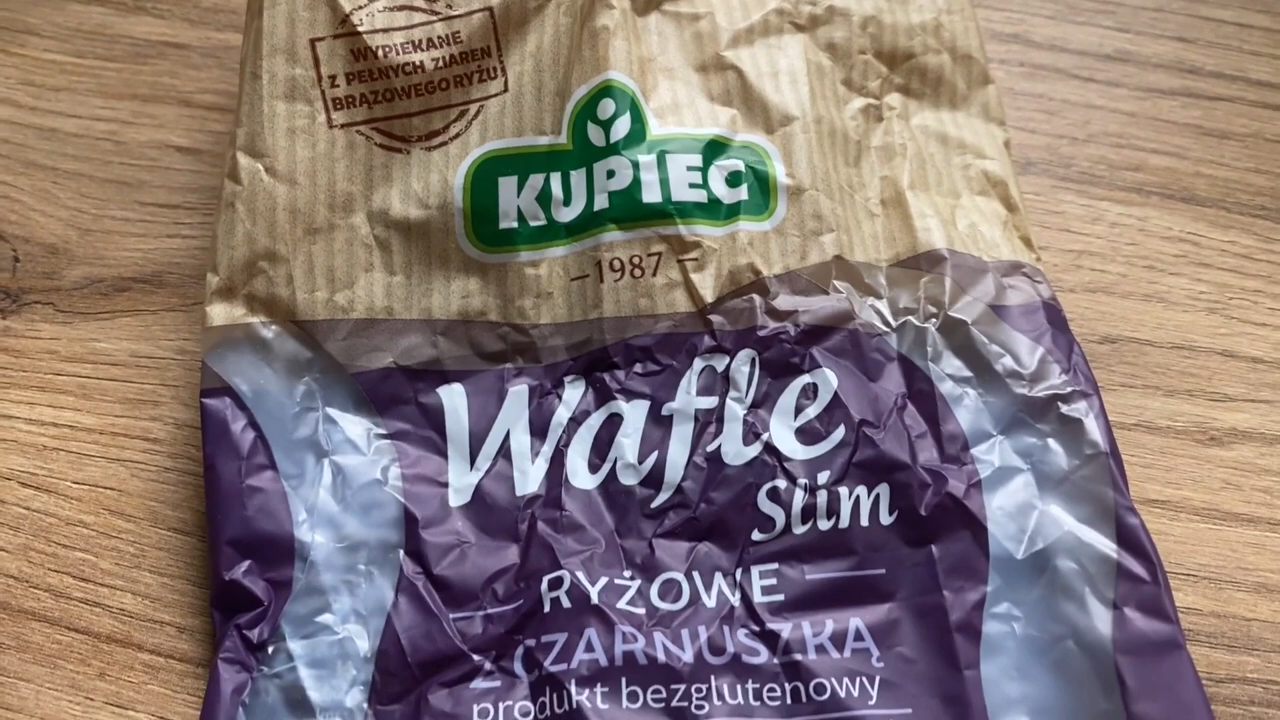 WYPIEKANE
Z PEŁNYCH ZIAREN
BRĄZOWEGO RYŻU
KUPIEC
–1987–
Wafle
Slim
RYŻOWE
Z CZARNUSZKĄ
produkt bezglutenowy